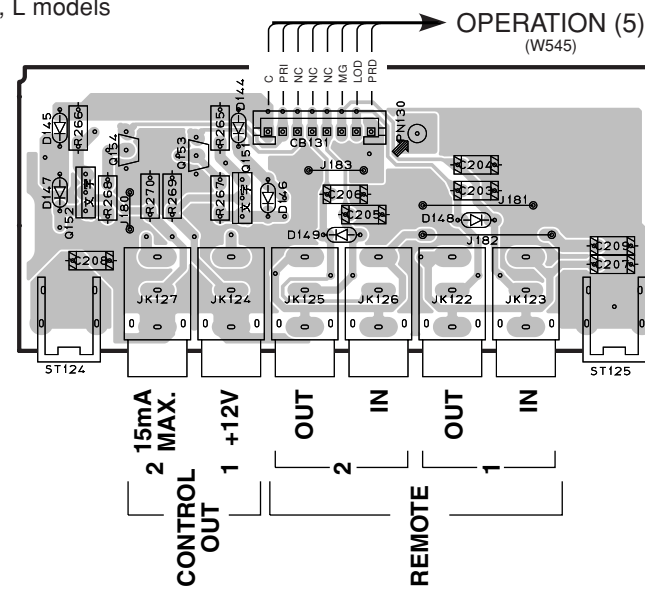 , L models
OPERATION (5)
(W545)
C
PRI
NC
NC
NC
MG
LOD
PRD
D145
R266
Q154
Q153
R265
D144
CB131
PN130
J183
C204
C203
J181
D147
Q152
R268
J180
R270
R269
R267
Q151
D146
C206
C205
D149
D148
J182
C208
C209
C207
JK127
JK124
JK125
JK126
JK122
JK123
ST124
ST125
15mA
MAX.
+12V
OUT
IN
OUT
IN
2
1
2
1
CONTROL
OUT
REMOTE